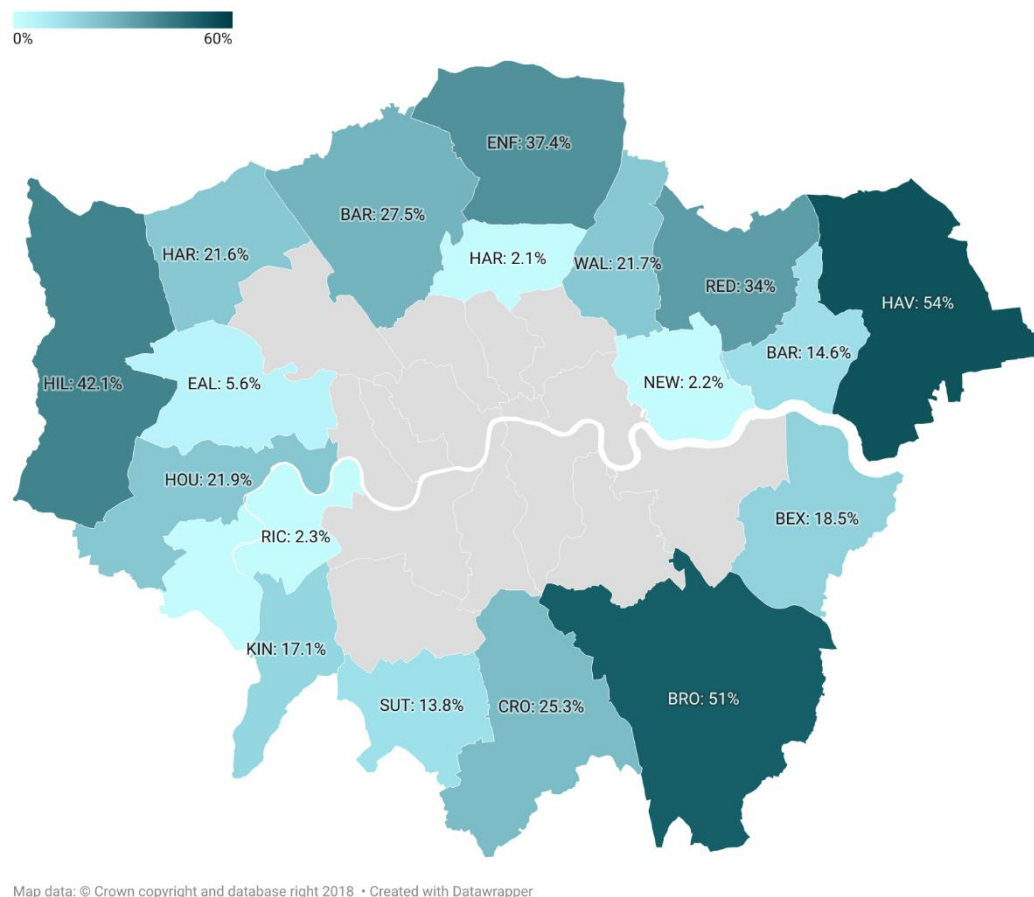 0%
60%
ENF: 37.4%
BAR: 27.5%
HAR: 21.6%
HAR: 2.1%
WAL: 21.7%
RED: 34%
HAV: 54%
BAR: 14.6%
HIL: 42.1%
EAL: 5.6%
NEW: 2.2%
HOU: 21.9%
BEX: 18.5%
RIC: 2.3%
KIN: 17.1%
SUT: 13.8%
CRO: 25.3%
BRO: 51%
Map data: © Crown copyright and database right 2018 • Created with Datawrapper